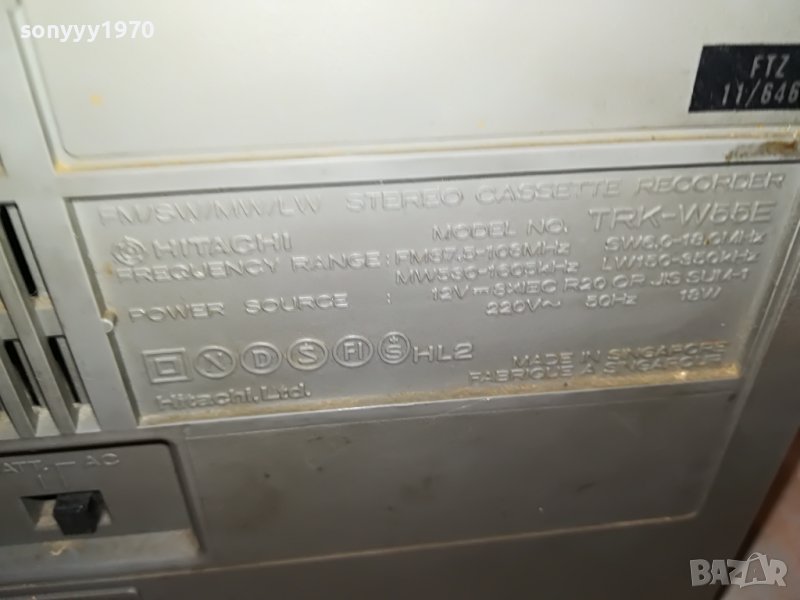 sonyyy1970
FTZ
11/646
FM/SW/MW/LW STEREO CASSETTE RECORDER
HITACHI MODEL NO. TRK-W55E
FREQUENCY RANGE: FM87.5-108MHz SW6.0-18.0MHz
MW530-1605kHz LW150-350kHz
POWER SOURCE : 12V 8×IEC R20 OR JIS SUM-1
220V~ 50Hz 18W
N D S FI S HL2
MADE IN SINGAPORE
FABRIQUE A SINGAPOUR
Hitachi, Ltd.
BATT. AC
BAZAR